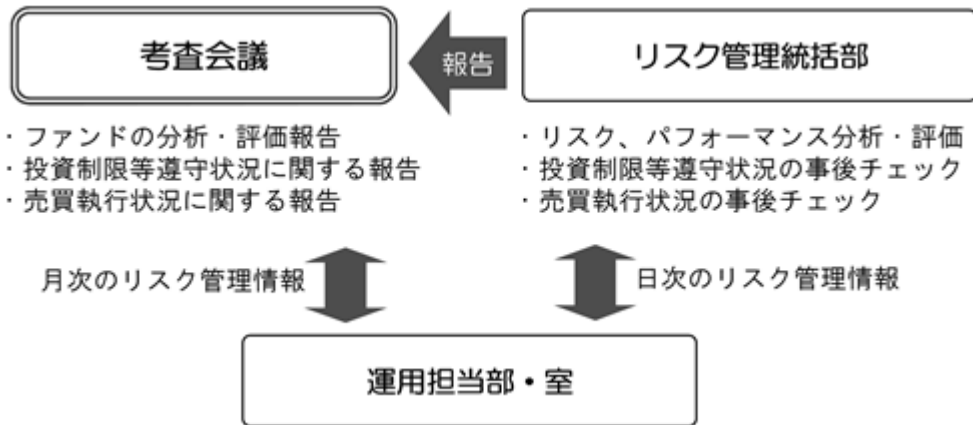 考査会議
報告
リスク管理統括部
・ファンドの分析・評価報告
・投資制限等遵守状況に関する報告
・売買執行状況に関する報告
・リスク、パフォーマンス分析・評価
・投資制限等遵守状況の事後チェック
・売買執行状況の事後チェック
月次のリスク管理情報
日次のリスク管理情報
運用担当部・室